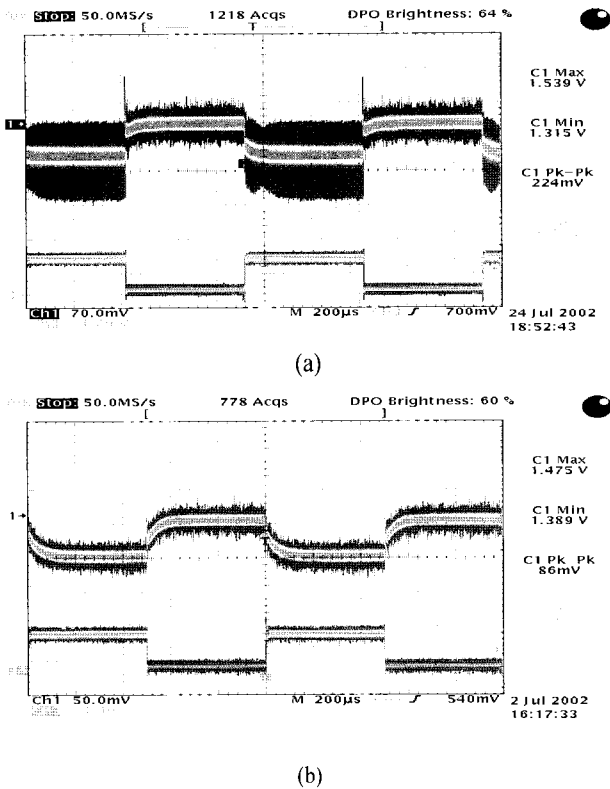 Stop: 50.0MS/s 1218 Acqs DPO Brightness: 64 %
[ T ]
C1 Max
1.539 V
1
C1 Min
1.315 V
C1 Pk-Pk
224mV
Ch1 70.0mV M 200µs 700mV
24 Jul 2002
18:52:43
(a)
Stop: 50.0MS/s 778 Acqs DPO Brightness: 60 %
[ ]
C1 Max
1.475 V
1
C1 Min
1.389 V
C1 Pk Pk
86mV
Ch1 50.0mV M 200µs 540mV
2 Jul 2002
16:17:33
(b)